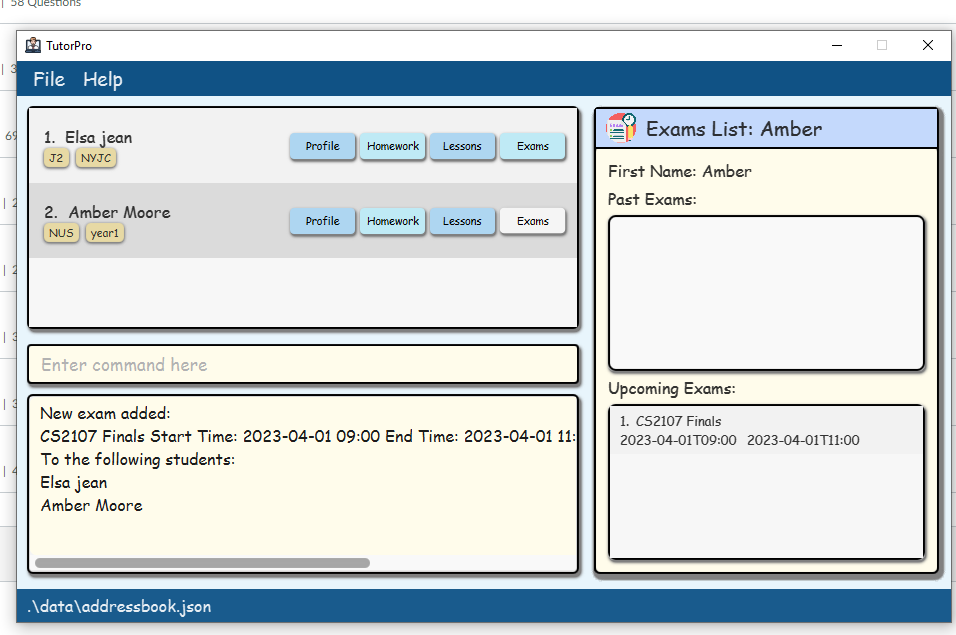 | 58 Questions
TutorPro
File Help
1. Elsa jean
J2 NYJC
Profile Homework Lessons Exams
2. Amber Moore
NUS year1
Profile Homework Lessons Exams
Enter command here
New exam added:
CS2107 Finals Start Time: 2023-04-01 09:00 End Time: 2023-04-01 11:
To the following students:
Elsa jean
Amber Moore
Exams List: Amber
First Name: Amber
Past Exams:
Upcoming Exams:
1. CS2107 Finals
2023-04-01T09:00 2023-04-01T11:00
.\data\addressbook.json